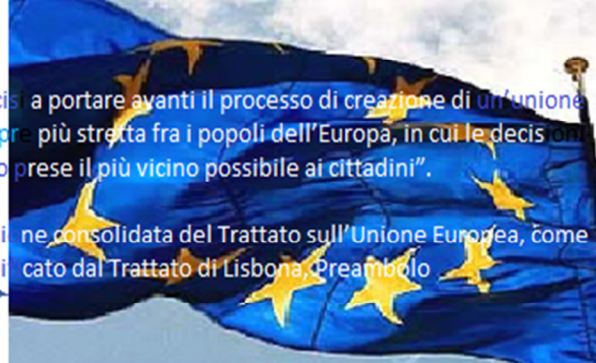 cisi a portare avanti il processo di creazione di un'unione
pre più stretta fra i popoli dell'Europa, in cui le decisioni
o prese il più vicino possibile ai cittadini”.
i ne consolidata del Trattato sull'Unione Europea, come
i cato dal Trattato di Lisbona, Preambolo